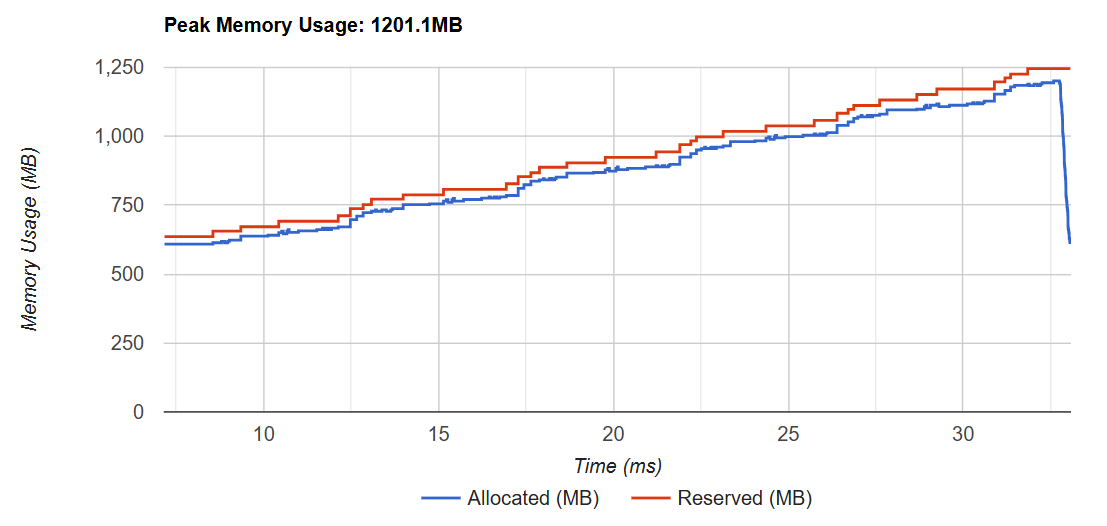 Peak Memory Usage: 1201.1MB
Memory Usage (MB)
1,250
1,000
750
500
250
0
10 15 20 25 30
Time (ms)
Allocated (MB) Reserved (MB)